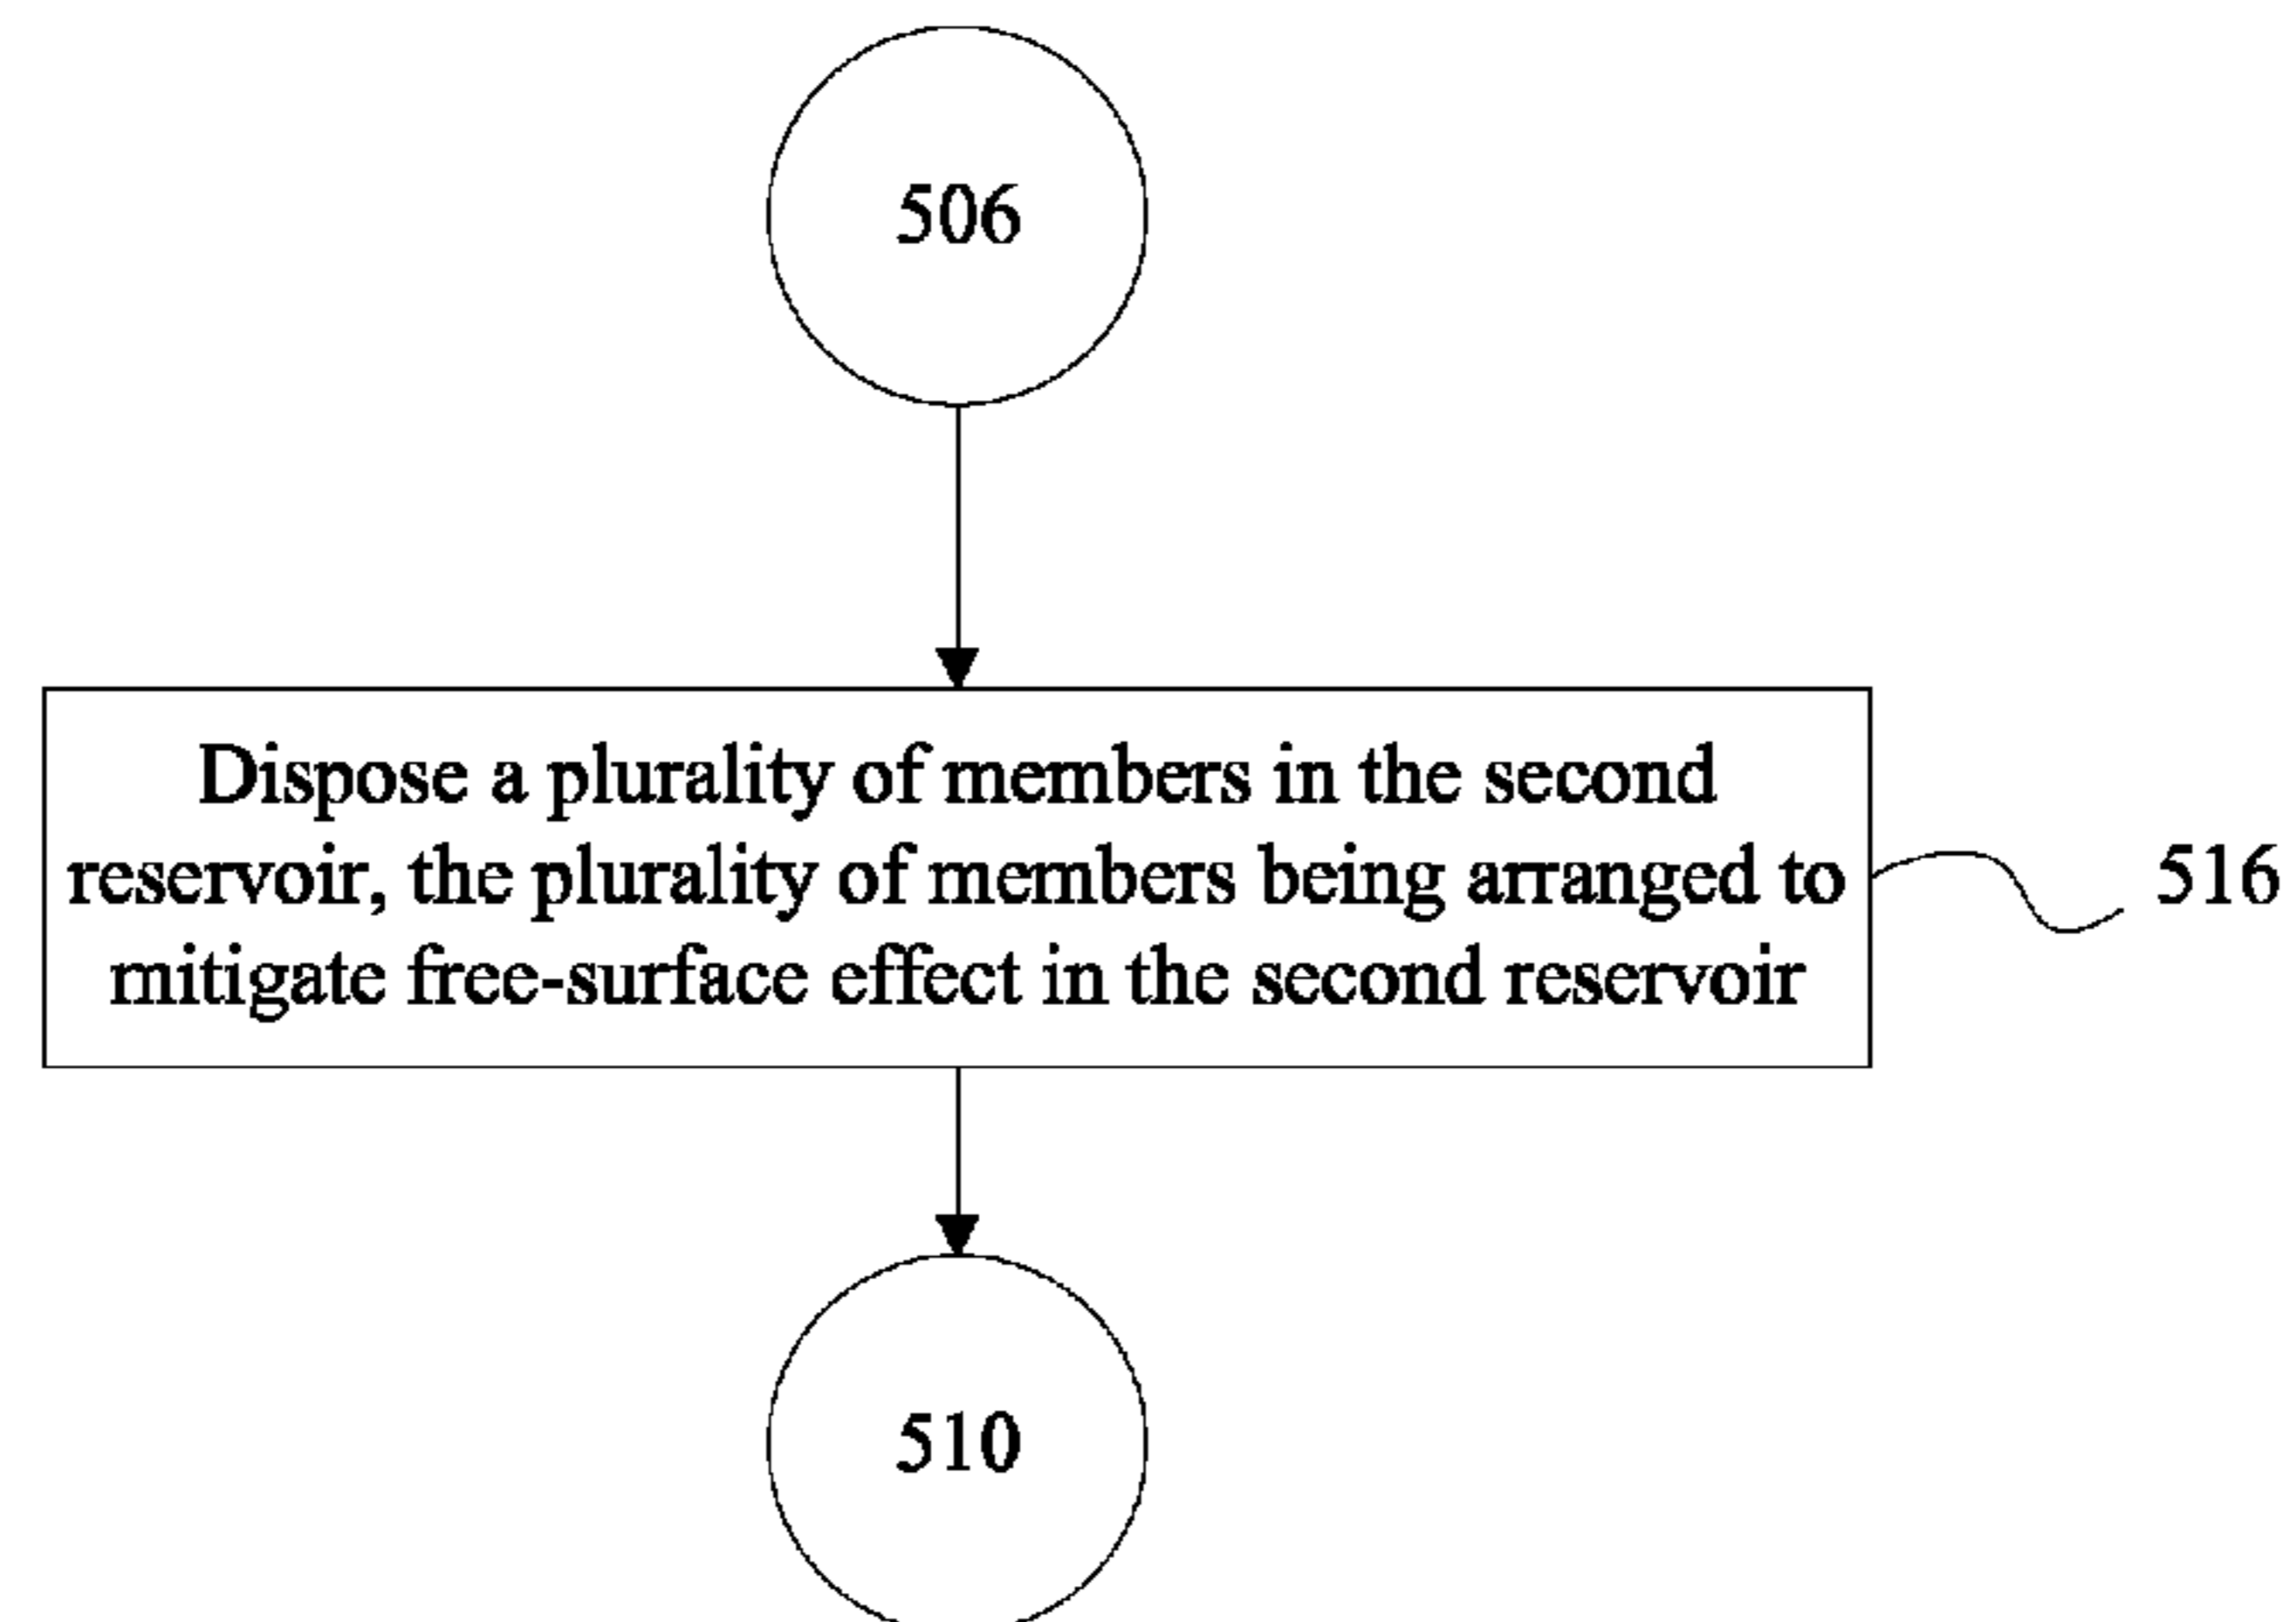 506
Dispose a plurality of members in the second
reservoir, the plurality of members being arranged to
mitigate free-surface effect in the second reservoir
516
510